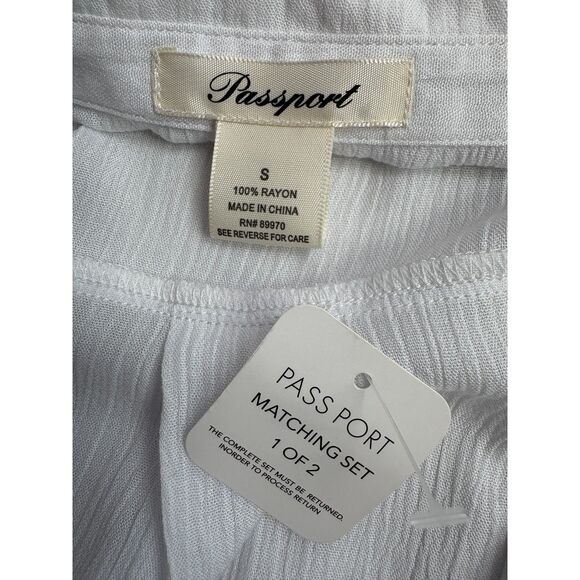 Passport
S
100% RAYON
MADE IN CHINA
RN# 89970
SEE REVERSE FOR CARE
PASS PORT
MATCHING SET
1 OF 2
THE COMPLETE SET MUST BE RETURNED.
INORDER TO PROCESS RETURN